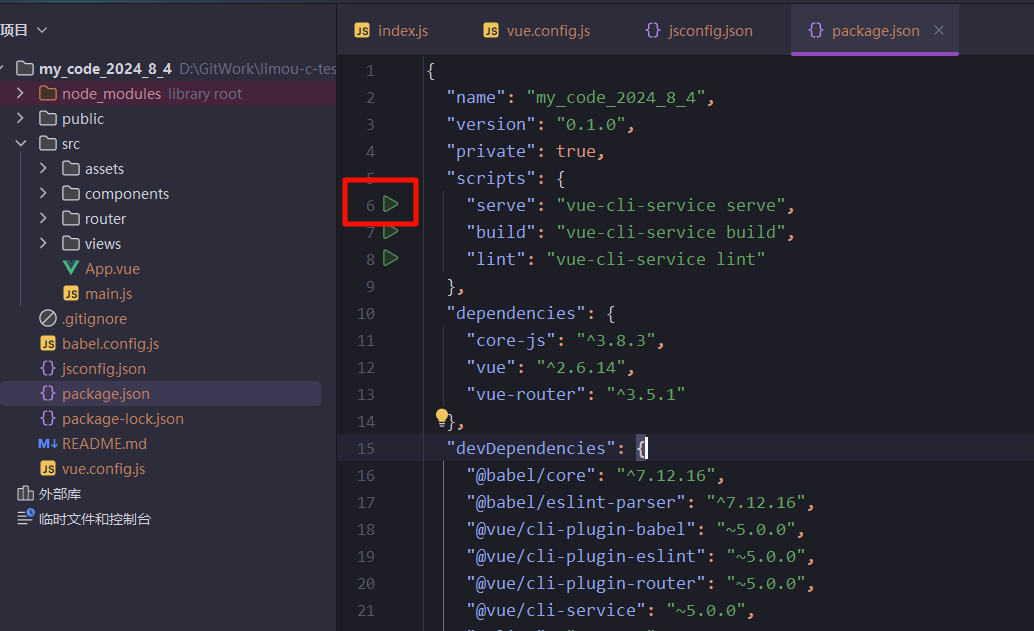 项目
my_code_2024_8_4 D:\GitWork\limou-c-tes
node_modules library root
public
src
assets
components
router
views
App.vue
JS main.js
.gitignore
JS babel.config.js
{} jsconfig.json
{} package.json
{} package-lock.json
M↓ README.md
JS vue.config.js
外部库
临时文件和控制台
JS index.js JS vue.config.js {} jsconfig.json {} package.json ×
1 {
2 "name": "my_code_2024_8_4",
3 "version": "0.1.0",
4 "private": true,
5 "scripts": {
6 "serve": "vue-cli-service serve",
7 "build": "vue-cli-service build",
8 "lint": "vue-cli-service lint"
9 },
10 "dependencies": {
11 "core-js": "^3.8.3",
12 "vue": "^2.6.14",
13 "vue-router": "^3.5.1"
14 },
15 "devDependencies": {
16 "@babel/core": "^7.12.16",
17 "@babel/eslint-parser": "^7.12.16",
18 "@vue/cli-plugin-babel": "~5.0.0",
19 "@vue/cli-plugin-eslint": "~5.0.0",
20 "@vue/cli-plugin-router": "~5.0.0",
21 "@vue/cli-service": "~5.0.0",